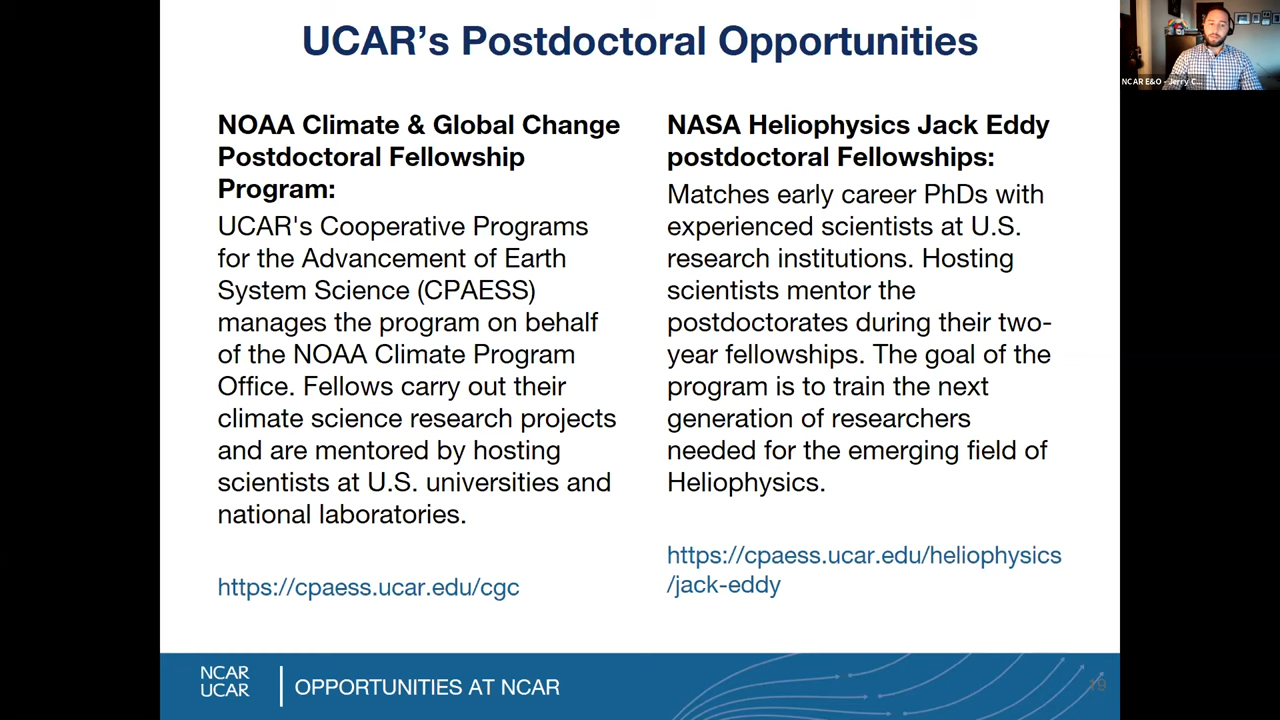 UCAR’s Postdoctoral Opportunities
NOAA Climate & Global Change
Postdoctoral Fellowship
Program:
UCAR's Cooperative Programs
for the Advancement of Earth
System Science (CPAESS)
manages the program on behalf
of the NOAA Climate Program
Office. Fellows carry out their
climate science research projects
and are mentored by hosting
scientists at U.S. universities and
national laboratories.
https://cpaess.ucar.edu/cgc
NASA Heliophysics Jack Eddy
postdoctoral Fellowships:
Matches early career PhDs with
experienced scientists at U.S.
research institutions. Hosting
scientists mentor the
postdoctorates during their two-
year fellowships. The goal of the
program is to train the next
generation of researchers
needed for the emerging field of
Heliophysics.
https://cpaess.ucar.edu/heliophysics
/jack-eddy
NCAR E&O - Jerry C...
NCAR
UCAR
OPPORTUNITIES AT NCAR
19